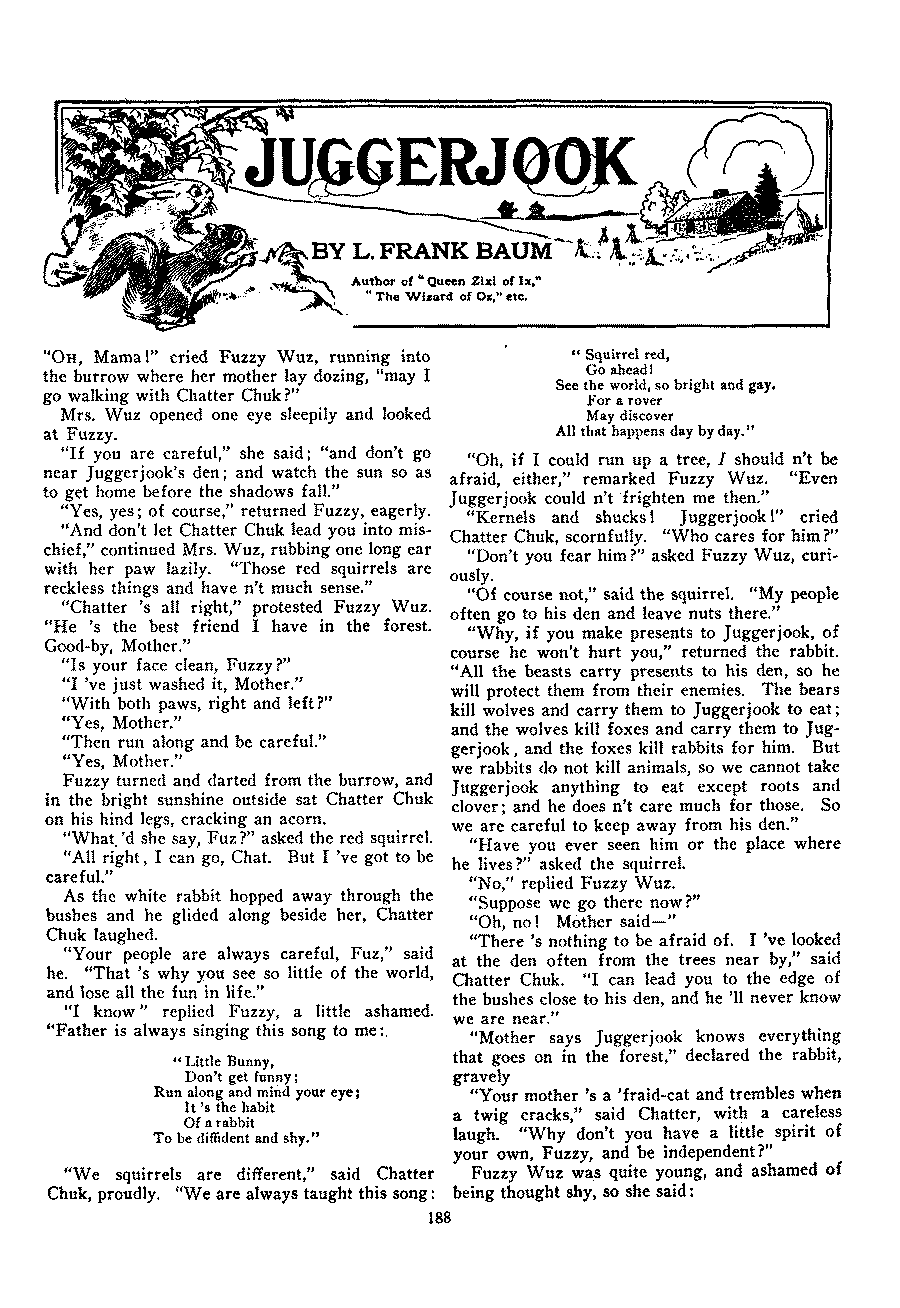 JUGGERJOOK
BY L. FRANK BAUM
Author of "Queen Zixi of Ix,"
"The Wizard of Oz," etc.
"OH, Mama!" cried Fuzzy Wuz, running into
the burrow where her mother lay dozing, "may I
go walking with Chatter Chuk?"
Mrs. Wuz opened one eye sleepily and looked
at Fuzzy.
"If you are careful," she said; "and don't go
near Juggerjook's den; and watch the sun so as
to get home before the shadows fall."
"Yes, yes; of course," returned Fuzzy, eagerly.
"And don't let Chatter Chuk lead you into mis-
chief," continued Mrs. Wuz, rubbing one long ear
with her paw lazily. "Those red squirrels are
reckless things and have n't much sense."
"Chatter 's all right," protested Fuzzy Wuz.
"He 's the best friend I have in the forest.
Good-by, Mother."
"Is your face clean, Fuzzy?"
"I 've just washed it, Mother."
"With both paws, right and left?"
"Yes, Mother."
"Then run along and be careful."
"Yes, Mother."
Fuzzy turned and darted from the burrow, and
in the bright sunshine outside sat Chatter Chuk
on his hind legs, cracking an acorn.
"What 'd she say, Fuz?" asked the red squirrel.
"All right, I can go, Chat. But I 've got to be
careful."
As the white rabbit hopped away through the
bushes and he glided along beside her, Chatter
Chuk laughed.
"Your people are always careful, Fuz," said
he. "That 's why you see so little of the world,
and lose all the fun in life."
"I know" replied Fuzzy, a little ashamed.
"Father is always singing this song to me:
"Little Bunny,
Don't get funny;
Run along and mind your eye;
It 's the habit
Of a rabbit
To be diffident and shy."
"We squirrels are different," said Chatter
Chuk, proudly. "We are always taught this song:
"Squirrel red,
Go ahead!
See the world, so bright and gay.
For a rover
May discover
All that happens day by day."
"Oh, if I could run up a tree, I should n't be
afraid, either," remarked Fuzzy Wuz. "Even
Juggerjook could n't frighten me then."
"Kernels and shucks! Juggerjook!" cried
Chatter Chuk, scornfully. "Who cares for him?"
"Don't you fear him?" asked Fuzzy Wuz, curi-
ously.
"Of course not," said the squirrel. "My people
often go to his den and leave nuts there."
"Why, if you make presents to Juggerjook, of
course he won't hurt you," returned the rabbit.
"All the beasts carry presents to his den, so he
will protect them from their enemies. The bears
kill wolves and carry them to Juggerjook to eat;
and the wolves kill foxes and carry them to Jug-
gerjook, and the foxes kill rabbits for him. But
we rabbits do not kill animals, so we cannot take
Juggerjook anything to eat except roots and
clover; and he does n't care much for those. So
we are careful to keep away from his den."
"Have you ever seen him or the place where
he lives?" asked the squirrel.
"No," replied Fuzzy Wuz.
"Suppose we go there now?"
"Oh, no! Mother said—"
"There 's nothing to be afraid of. I 've looked
at the den often from the trees near by," said
Chatter Chuk. "I can lead you to the edge of
the bushes close to his den, and he 'll never know
we are near."
"Mother says Juggerjook knows everything
that goes on in the forest," declared the rabbit,
gravely
"Your mother 's a 'fraid-cat and trembles when
a twig cracks," said Chatter, with a careless
laugh. "Why don't you have a little spirit of
your own, Fuzzy, and be independent?"
Fuzzy Wuz was quite young, and ashamed of
being thought shy, so she said:
188